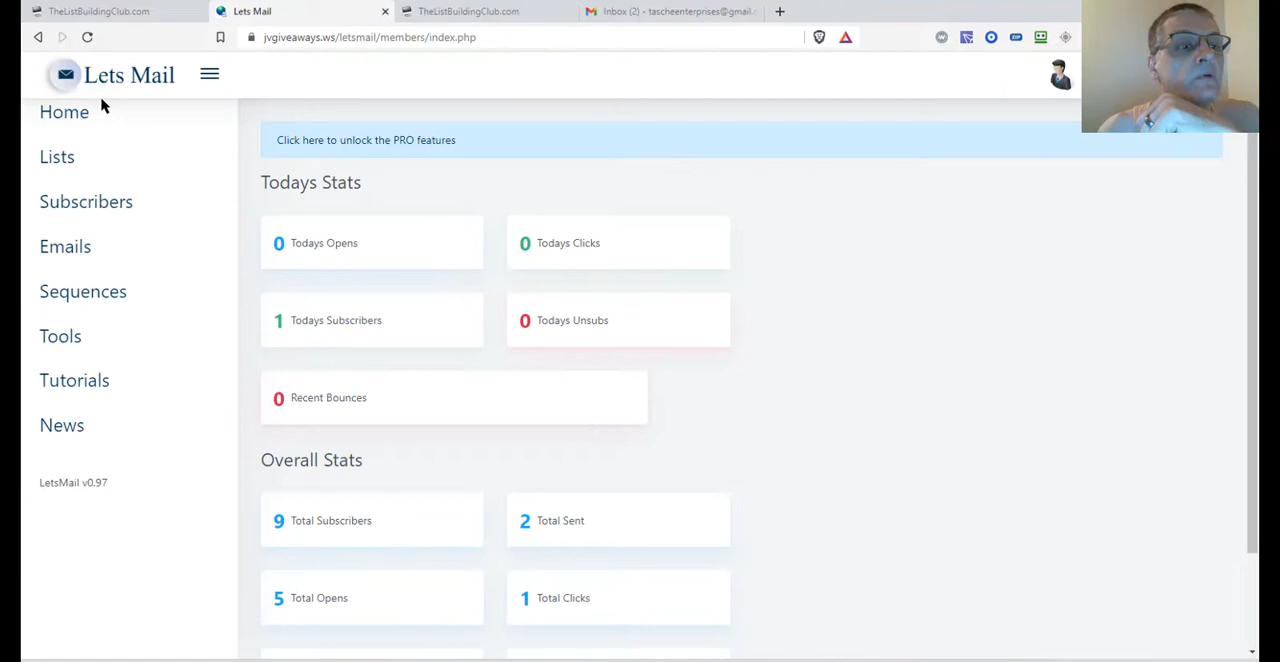 TheListBuildingClub.com
Lets Mail
TheListBuildingClub.com
Inbox (2) - tascheenterprises@gmail.c
jvgiveaways.ws/letsmail/members/index.php
Lets Mail
Home
Lists
Subscribers
Emails
Sequences
Tools
Tutorials
News
LetsMail v0.97
Click here to unlock the PRO features
Todays Stats
0 Todays Opens
0 Todays Clicks
1 Todays Subscribers
0 Todays Unsubs
0 Recent Bounces
Overall Stats
9 Total Subscribers
2 Total Sent
5 Total Opens
1 Total Clicks